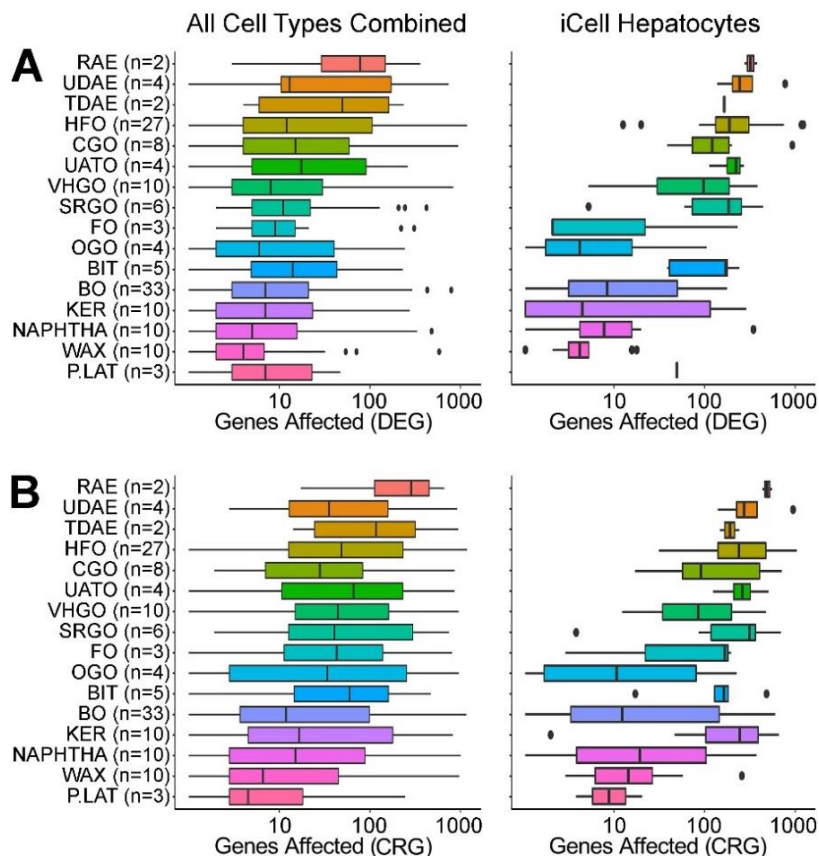 All Cell Types Combined
iCell Hepatocytes
A
RAE (n=2)
UDAE (n=4)
TDAE (n=2)
HFO (n=27)
CGO (n=8)
UATO (n=4)
VHGO (n=10)
SRGO (n=6)
FO (n=3)
OGO (n=4)
BIT (n=5)
BO (n=33)
KER (n=10)
NAPHTHA (n=10)
WAX (n=10)
P.LAT (n=3)
10 100 1000
Genes Affected (DEG)
10 100 1000
Genes Affected (DEG)
B
RAE (n=2)
UDAE (n=4)
TDAE (n=2)
HFO (n=27)
CGO (n=8)
UATO (n=4)
VHGO (n=10)
SRGO (n=6)
FO (n=3)
OGO (n=4)
BIT (n=5)
BO (n=33)
KER (n=10)
NAPHTHA (n=10)
WAX (n=10)
P.LAT (n=3)
10 100 1000
Genes Affected (CRG)
10 100 1000
Genes Affected (CRG)